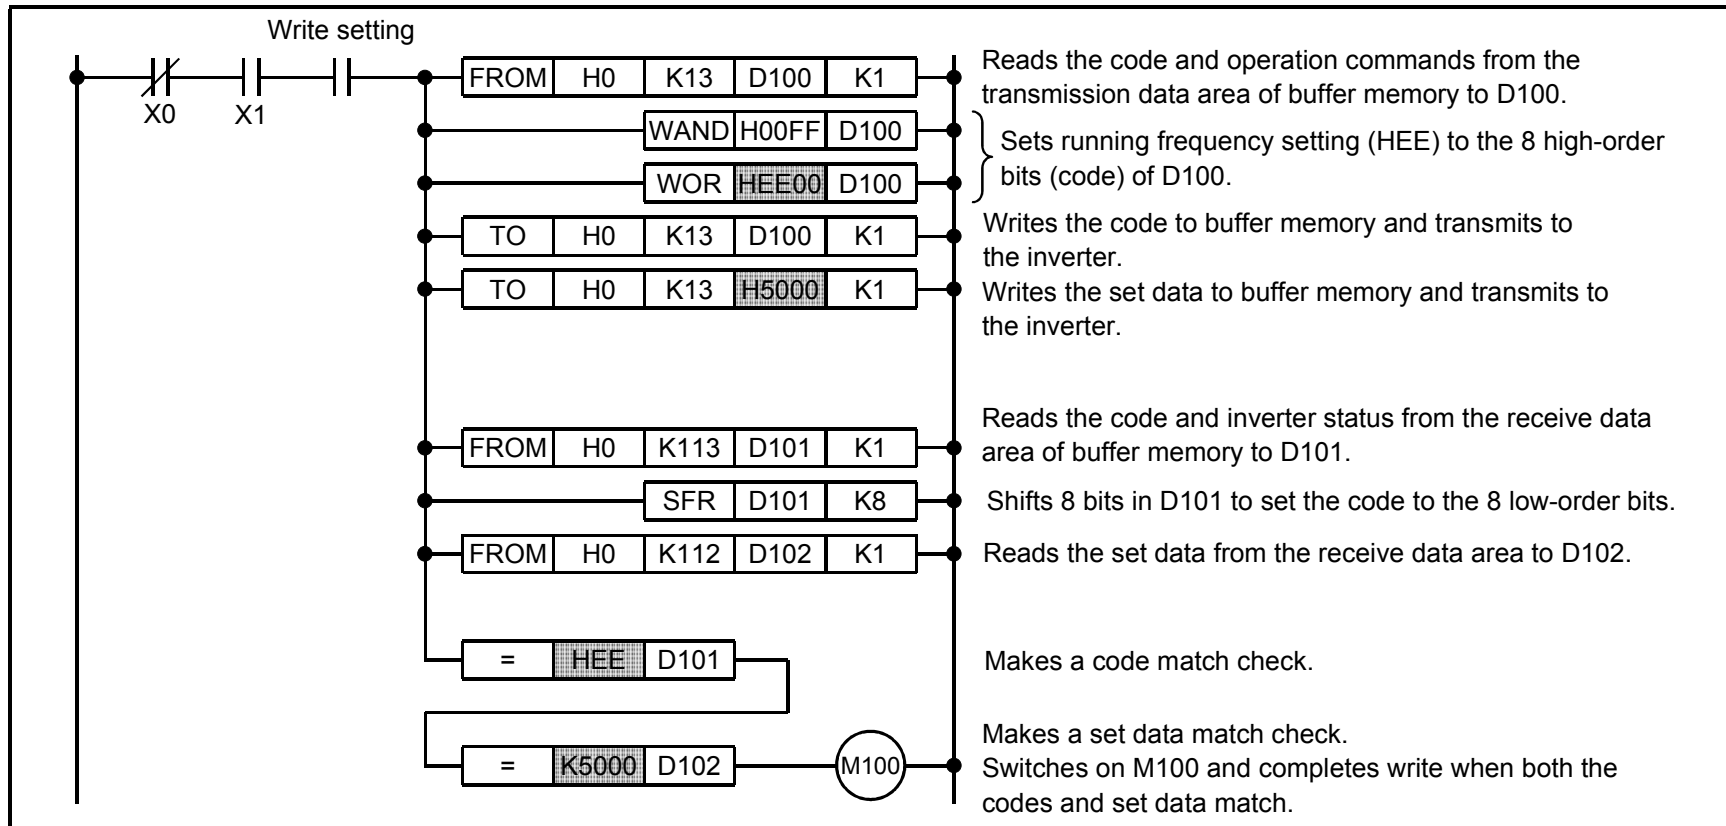 Write setting
X0 X1
FROM H0 K13 D100 K1
Reads the code and operation commands from the
transmission data area of buffer memory to D100.
WAND H00FF D100
WOR HEE00 D100
Sets running frequency setting (HEE) to the 8 high-order
bits (code) of D100.
TO H0 K13 D100 K1
Writes the code to buffer memory and transmits to
the inverter.
TO H0 K13 H5000 K1
Writes the set data to buffer memory and transmits to
the inverter.
FROM H0 K113 D101 K1
Reads the code and inverter status from the receive data
area of buffer memory to D101.
SFR D101 K8
Shifts 8 bits in D101 to set the code to the 8 low-order bits.
FROM H0 K112 D102 K1
Reads the set data from the receive data area to D102.
= HEE D101
Makes a code match check.
= K5000 D102 M100
Makes a set data match check.
Switches on M100 and completes write when both the
codes and set data match.